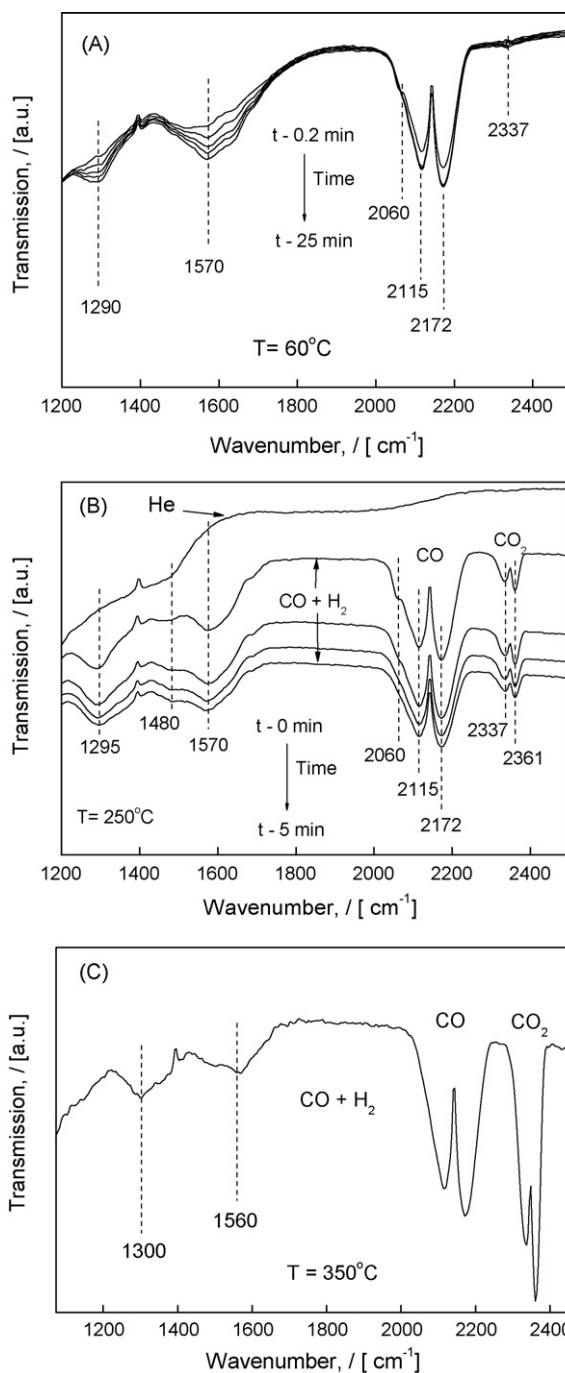 (A)
t - 0.2 min
Time
t - 25 min
2337
2060
1290
1570
2115
2172
T= 60°C
Transmission, / [a.u.]
1200 1400 1600 1800 2000 2200 2400
Wavenumber, / [ cm⁻¹]
(B)
He
CO
CO₂
CO + H₂
1295
1480
1570
t - 0 min
Time
t - 5 min
2060
2115
2172
2337
2361
T= 250°C
Transmission, / [a.u.]
1200 1400 1600 1800 2000 2200 2400
Wavenumber, / [ cm⁻¹]
(C)
CO
CO₂
CO + H₂
1300
1560
T = 350°C
Transmission, / [a.u.]
1200 1400 1600 1800 2000 2200 2400
Wavenumber, / [ cm⁻¹]